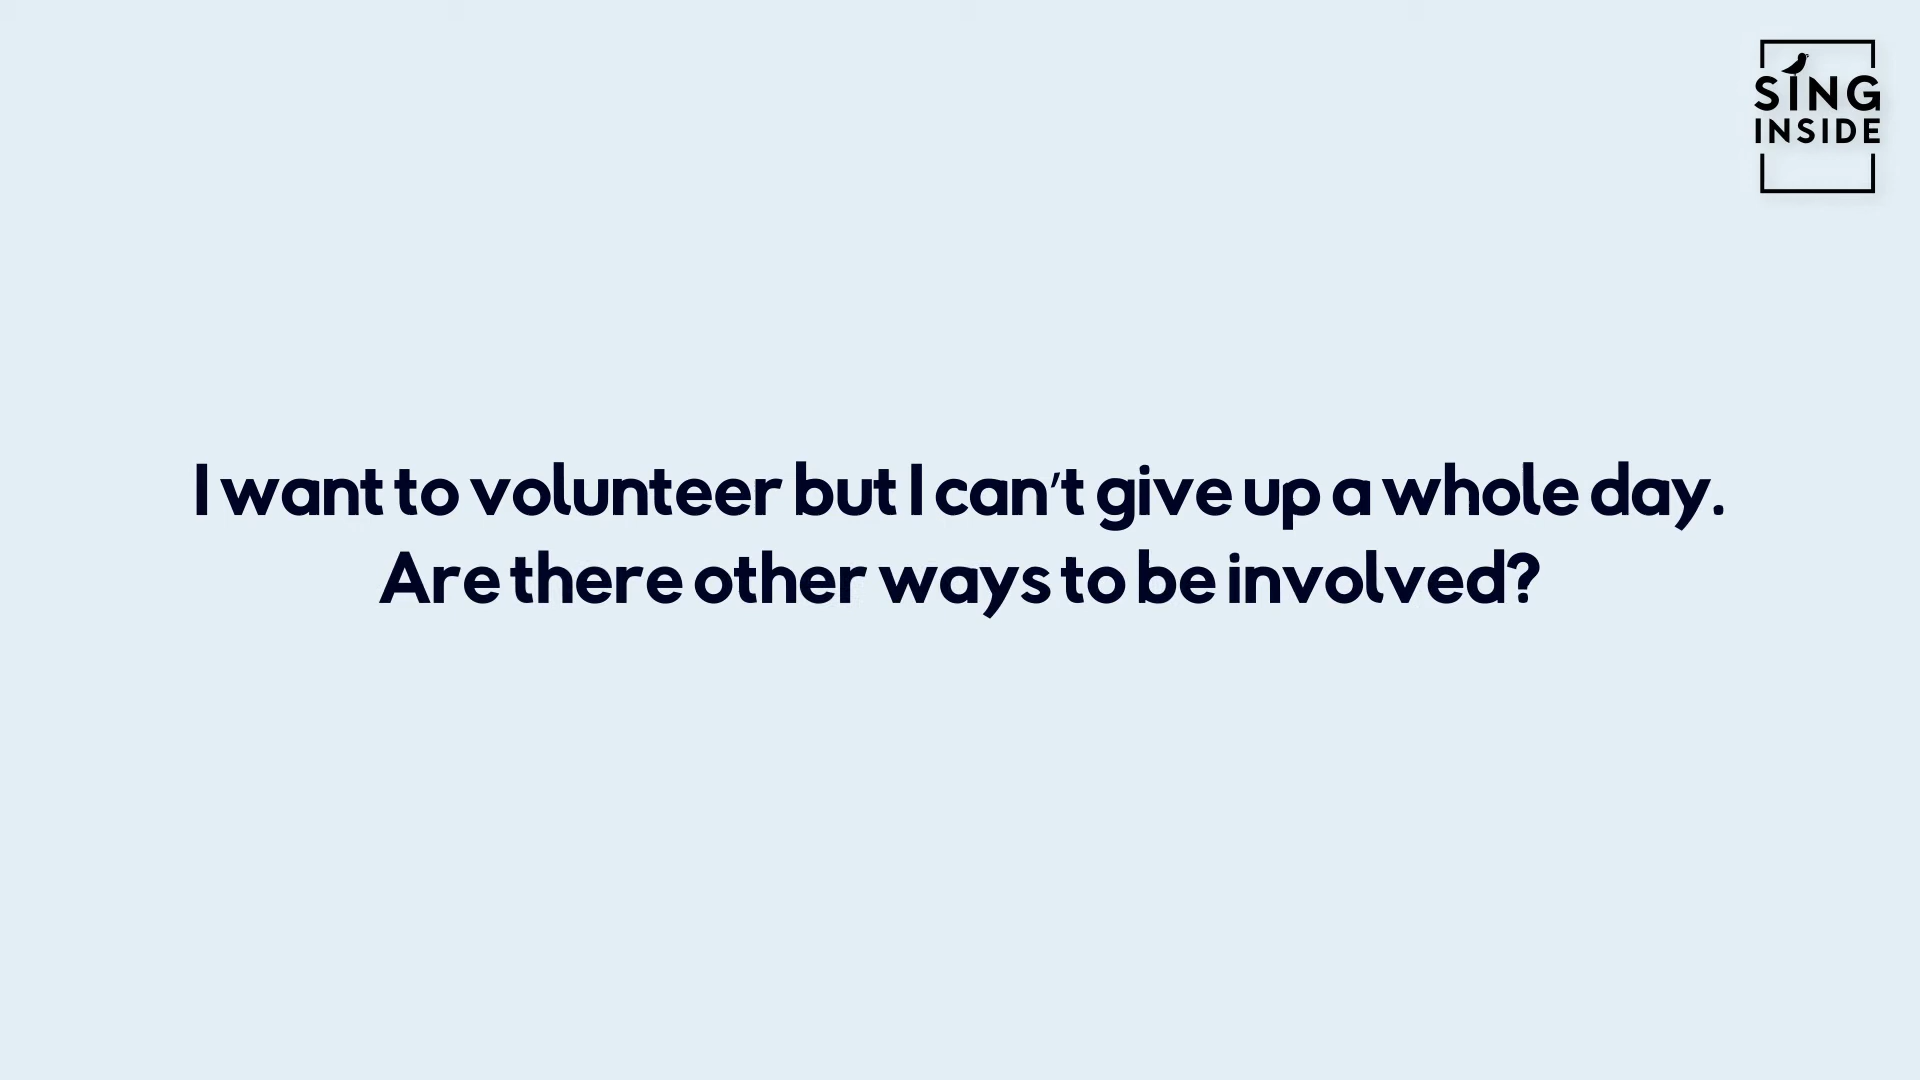 SING
INSIDE
I want to volunteer but I can't give up a whole day.
Are there other ways to be involved?